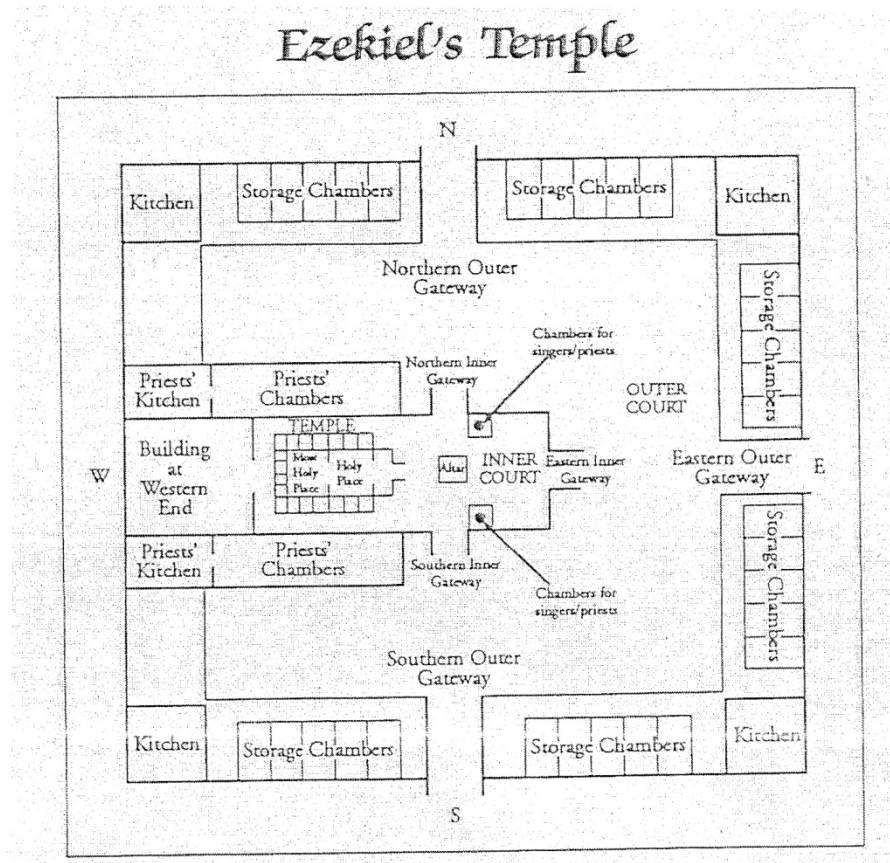 Ezekiel's Temple
N
Kitchen
Storage Chambers
Storage Chambers
Kitchen
Northern Outer
Gateway
Storage Chambers
Chambers for
singers/priests
Northern Inner
Gateway
Priests'
Kitchen
Priests'
Chambers
OUTER
COURT
TEMPLE
Building
at
Western
End
Most
Holy
Place
Holy
Place
Altar
INNER
COURT
Eastern Inner
Gateway
Eastern Outer
Gateway
W
E
Priests'
Kitchen
Priests'
Chambers
Southern Inner
Gateway
Chambers for
singers/priests
Storage Chambers
Southern Outer
Gateway
Kitchen
Storage Chambers
Storage Chambers
Kitchen
S